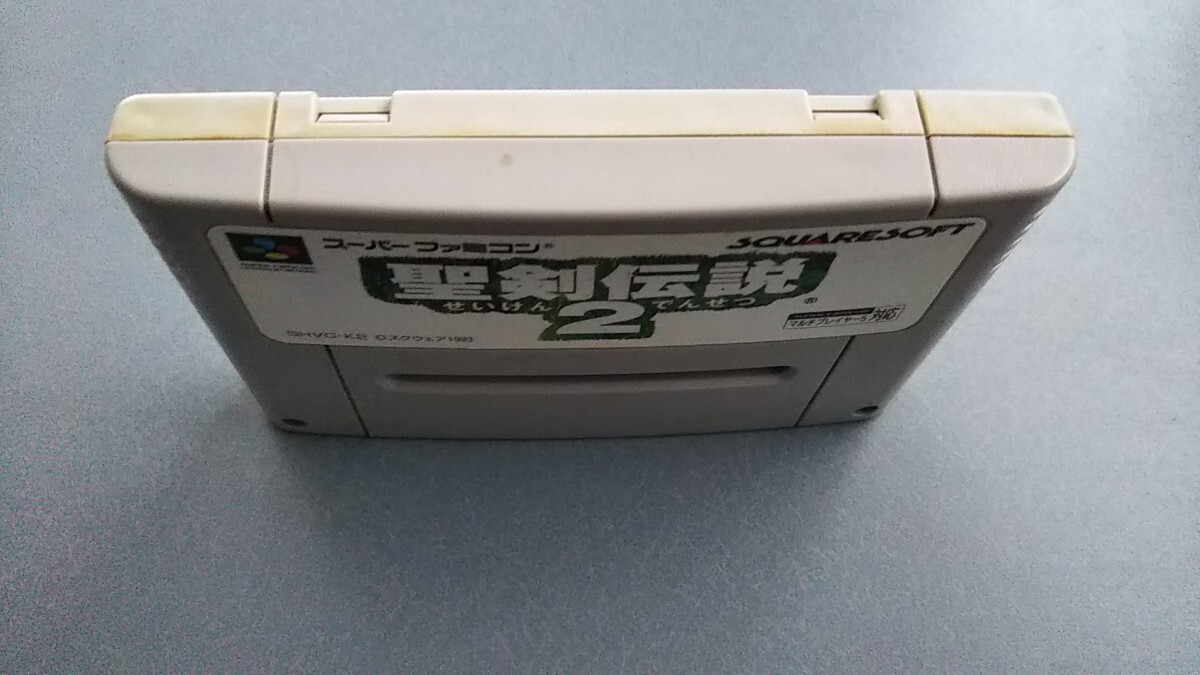 スーパーファミコン®
SQUARESOFT
聖剣伝説
せいけんでんせつ
2
®
マルチプレイヤー5 対応
SHVC-K2 ©スクウェア1993